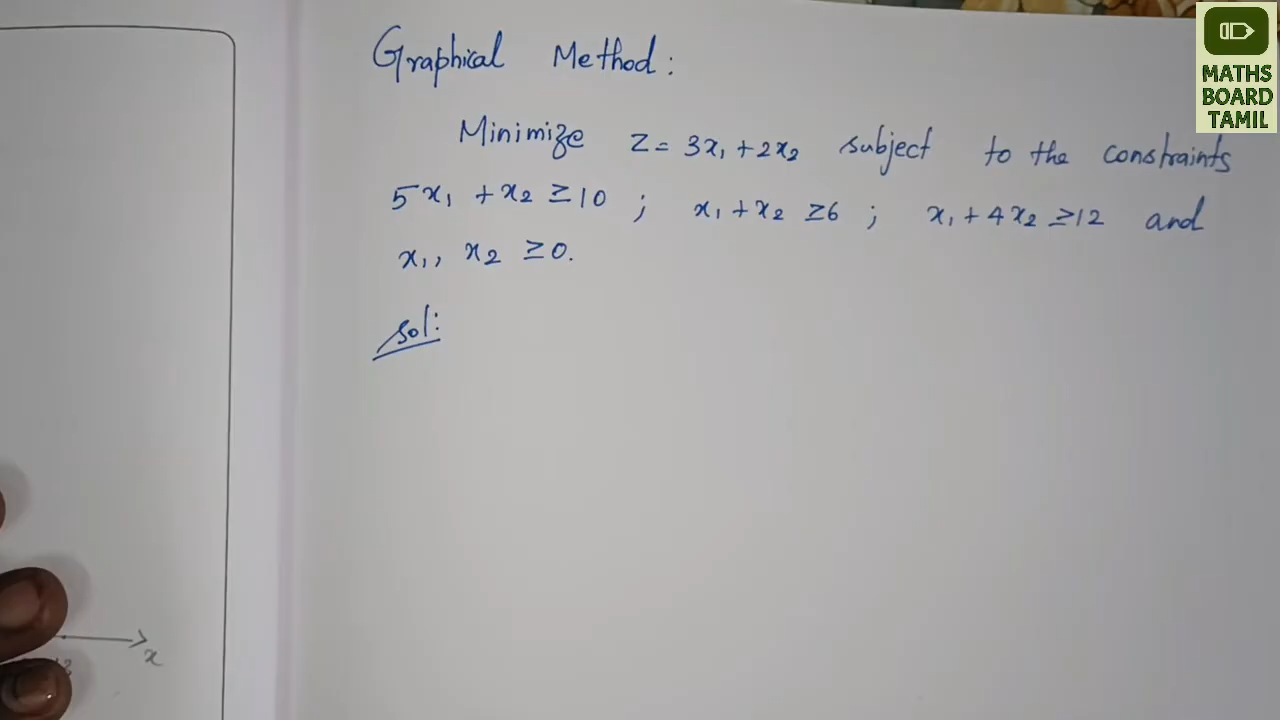 Graphical Method:
Minimize Z = 3x₁ + 2x₂ subject to the constraints
5x₁ + x₂ ≥ 10 ; x₁ + x₂ ≥ 6 ; x₁ + 4x₂ ≥ 12 and
x₁, x₂ ≥ 0.
Sol:
x
MATHS
BOARD
TAMIL